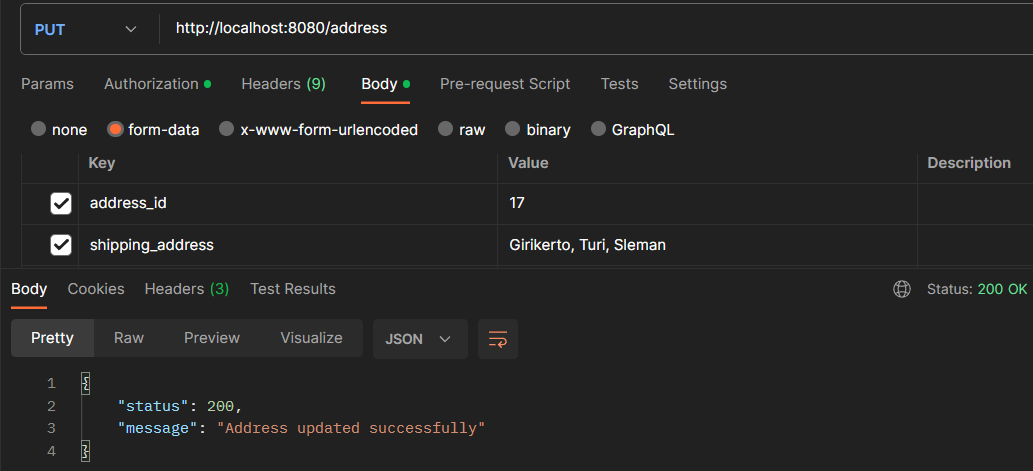 PUT http://localhost:8080/address
Params Authorization Headers (9) Body Pre-request Script Tests Settings
none form-data x-www-form-urlencoded raw binary GraphQL
Key Value Description
address_id 17
shipping_address Girikerto, Turi, Sleman
Body Cookies Headers (3) Test Results Status: 200 OK
Pretty Raw Preview Visualize JSON
1 {
2 "status": 200,
3 "message": "Address updated successfully"
4 }